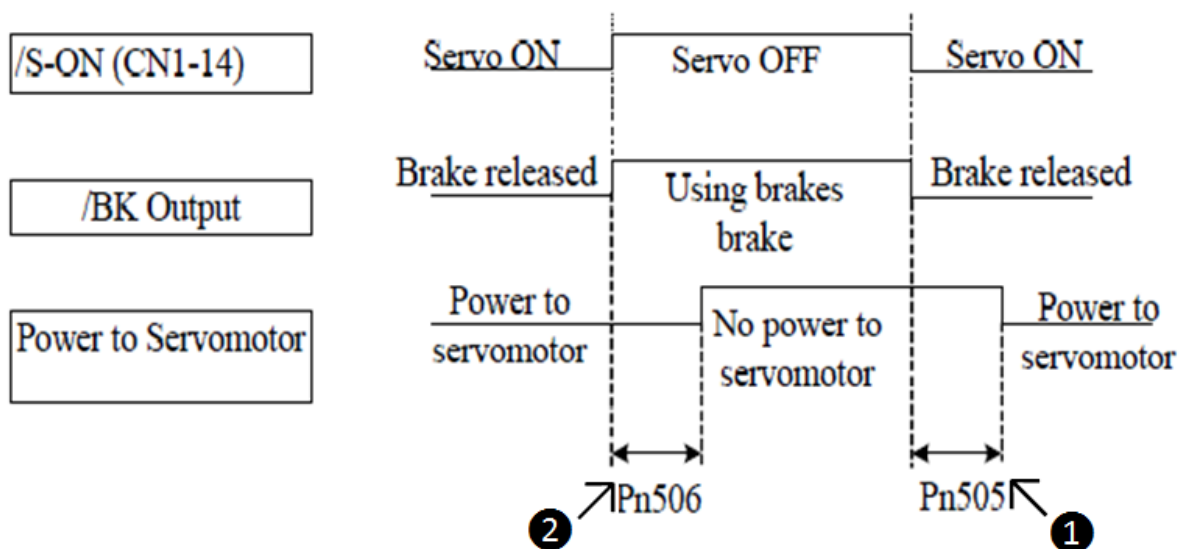 /S-ON (CN1-14)
Servo ON
Servo OFF
Servo ON
/BK Output
Brake released
Using brakes
brake
Brake released
Power to Servomotor
Power to
servomotor
No power to
servomotor
Power to
servomotor
Pn506
Pn505
2
1